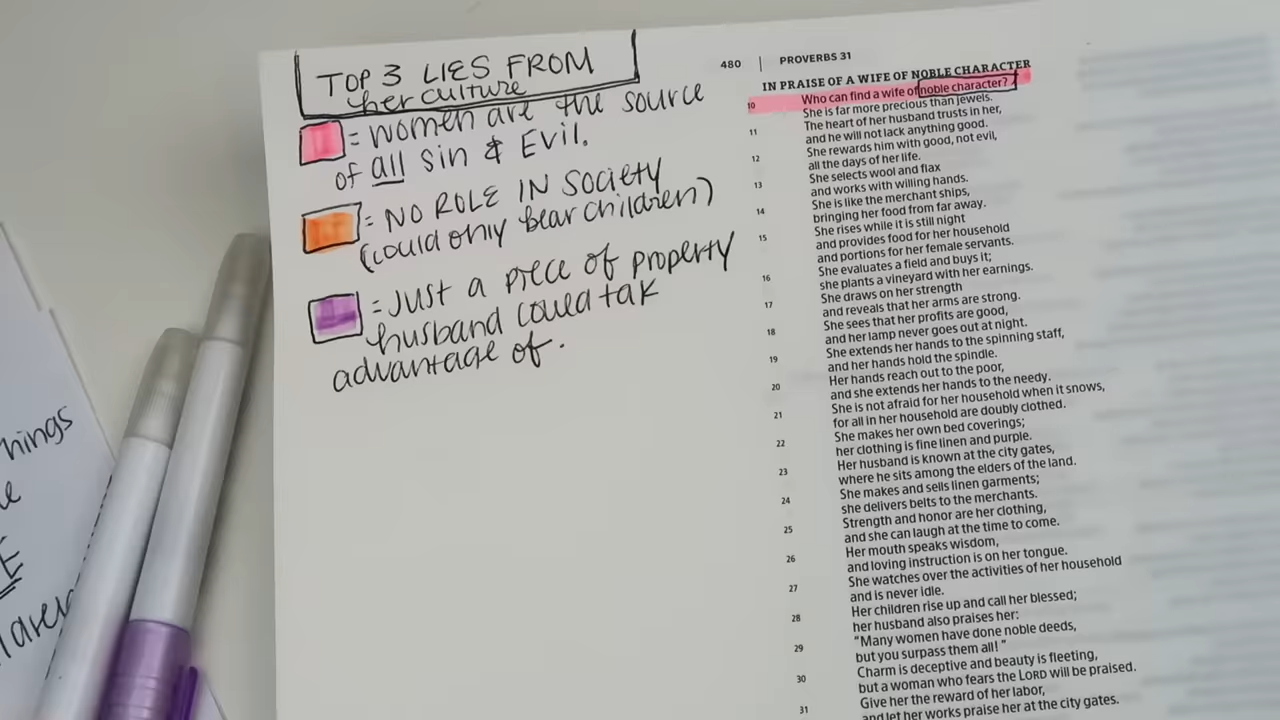 TOP 3 LIES FROM
her culture
= women are the source
of all sin & Evil.
= NO ROLE IN SOCIETY
(could only bear children)
= Just a piece of property
husband could tak
advantage of.
hings
480 | PROVERBS 31
IN PRAISE OF A WIFE OF NOBLE CHARACTER
10 Who can find a wife of noble character?
She is far more precious than jewels.
11 The heart of her husband trusts in her,
and he will not lack anything good.
12 She rewards him with good, not evil,
all the days of her life.
13 She selects wool and flax
and works with willing hands.
14 She is like the merchant ships,
bringing her food from far away.
15 She rises while it is still night
and provides food for her household
and portions for her female servants.
16 She evaluates a field and buys it;
she plants a vineyard with her earnings.
17 She draws on her strength
and reveals that her arms are strong.
18 She sees that her profits are good,
and her lamp never goes out at night.
19 She extends her hands to the spinning staff,
and her hands hold the spindle.
20 Her hands reach out to the poor,
and she extends her hands to the needy.
21 She is not afraid for her household when it snows,
for all in her household are doubly clothed.
22 She makes her own bed coverings;
her clothing is fine linen and purple.
23 Her husband is known at the city gates,
where he sits among the elders of the land.
24 She makes and sells linen garments;
she delivers belts to the merchants.
25 Strength and honor are her clothing,
and she can laugh at the time to come.
26 Her mouth speaks wisdom,
and loving instruction is on her tongue.
27 She watches over the activities of her household
and is never idle.
28 Her children rise up and call her blessed;
her husband also praises her:
29 "Many women have done noble deeds,
but you surpass them all!"
30 Charm is deceptive and beauty is fleeting,
but a woman who fears the LORD will be praised.
31 Give her the reward of her labor,
and let her works praise her at the city gates.